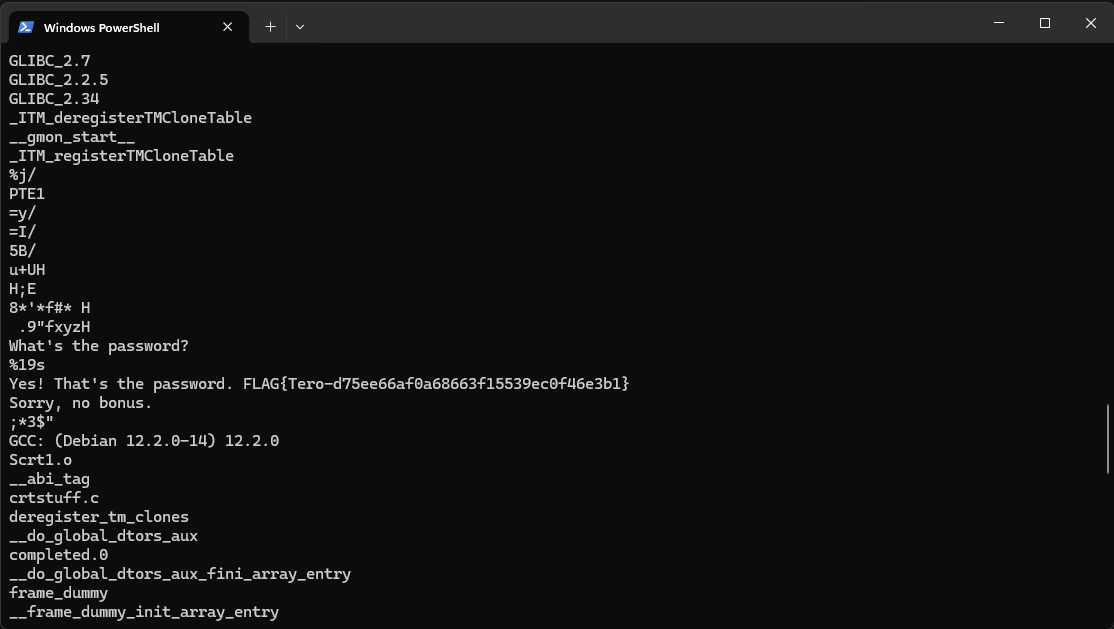 Windows PowerShell
GLIBC_2.7
GLIBC_2.2.5
GLIBC_2.34
_ITM_deregisterTMCloneTable
__gmon_start__
_ITM_registerTMCloneTable
%j/
PTE1
=y/
=I/
5B/
u+UH
H;E
8*'*f#* H
 .9"fxyzH
What's the password?
%19s
Yes! That's the password. FLAG{Tero-d75ee66af0a68663f15539ec0f46e3b1}
Sorry, no bonus.
;*3$"
GCC: (Debian 12.2.0-14) 12.2.0
Scrt1.o
__abi_tag
crtstuff.c
deregister_tm_clones
__do_global_dtors_aux
completed.0
__do_global_dtors_aux_fini_array_entry
frame_dummy
__frame_dummy_init_array_entry